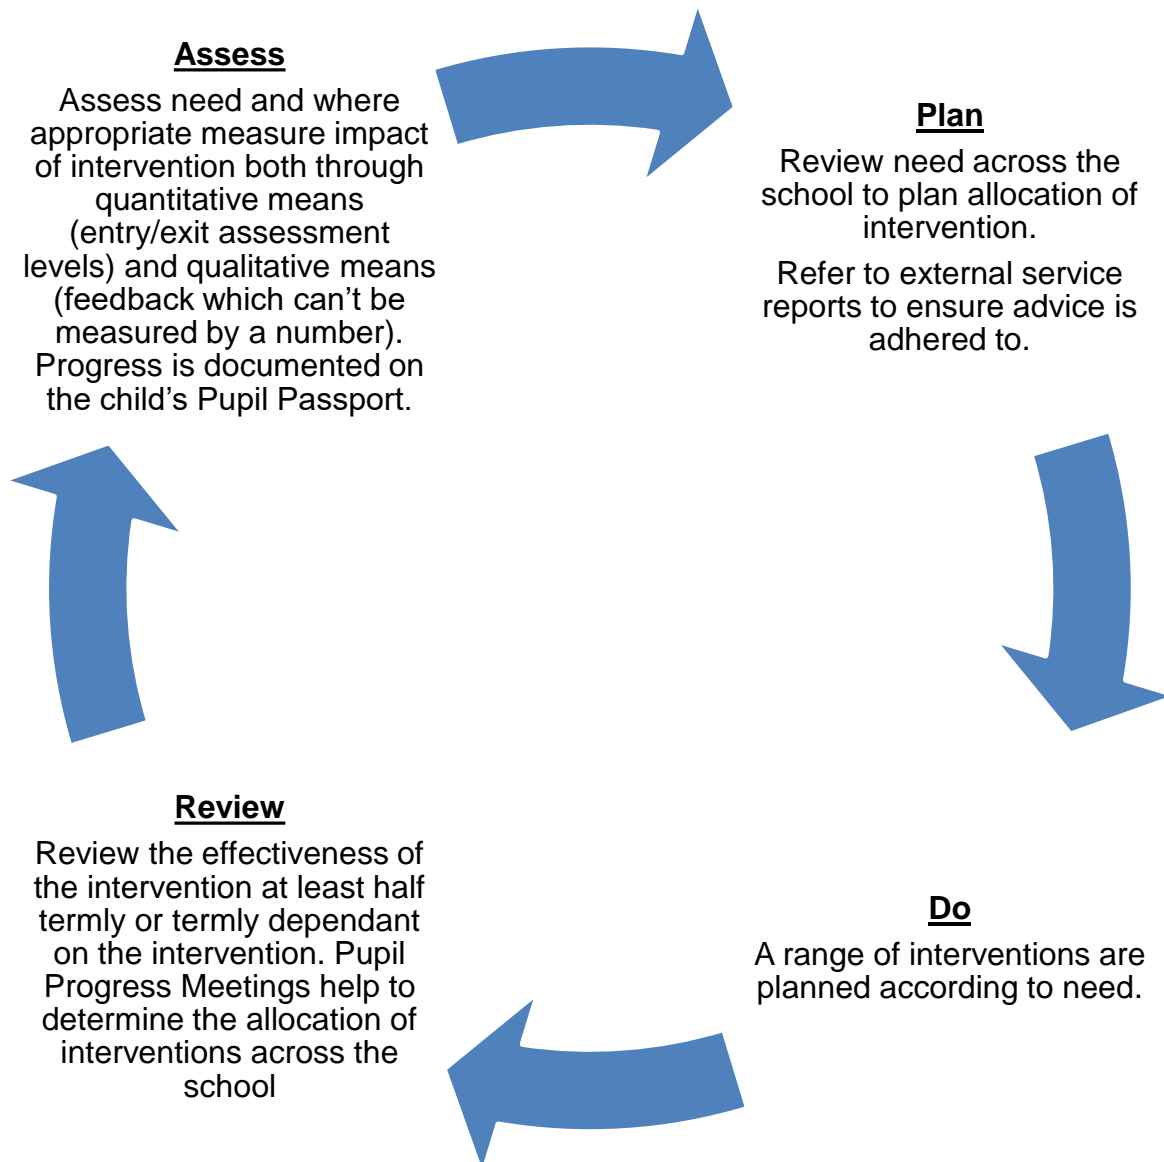 Assess
Assess need and where
appropriate measure impact
of intervention both through
quantitative means
(entry/exit assessment
levels) and qualitative means
(feedback which can't be
measured by a number).
Progress is documented on
the child's Pupil Passport.
Plan
Review need across the
school to plan allocation of
intervention.
Refer to external service
reports to ensure advice is
adhered to.
Do
A range of interventions are
planned according to need.
Review
Review the effectiveness of
the intervention at least half
termly or termly dependant
on the intervention. Pupil
Progress Meetings help to
determine the allocation of
interventions across the
school